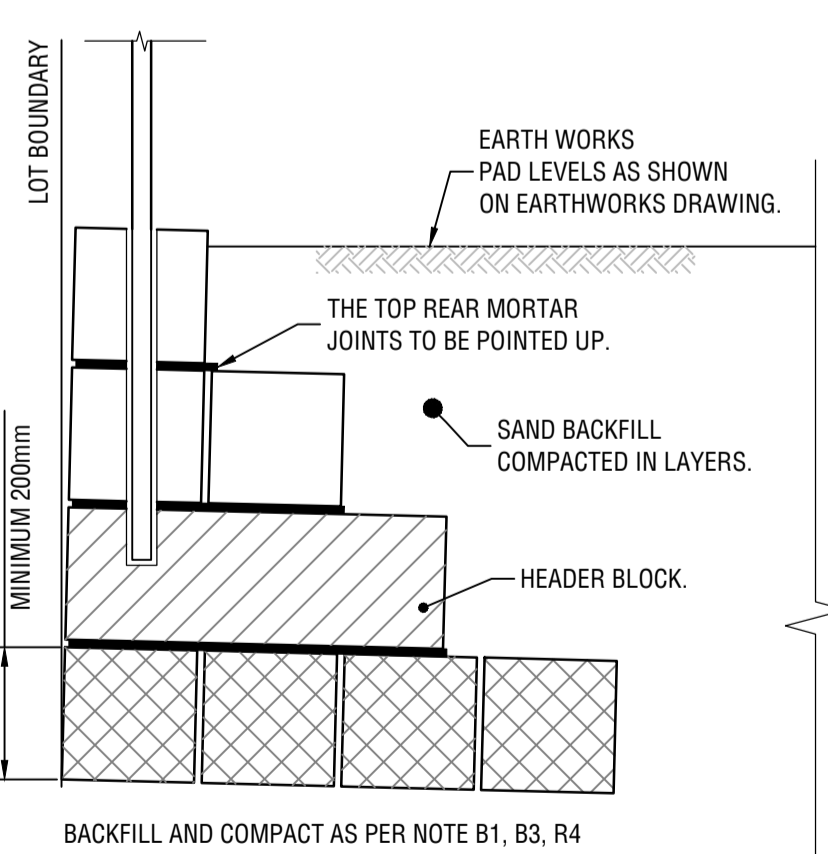 LOT BOUNDARY
EARTH WORKS
PAD LEVELS AS SHOWN
ON EARTHWORKS DRAWING.
THE TOP REAR MORTAR
JOINTS TO BE POINTED UP.
SAND BACKFILL
COMPACTED IN LAYERS.
MINIMUM 200mm
HEADER BLOCK.
BACKFILL AND COMPACT AS PER NOTE B1, B3, R4